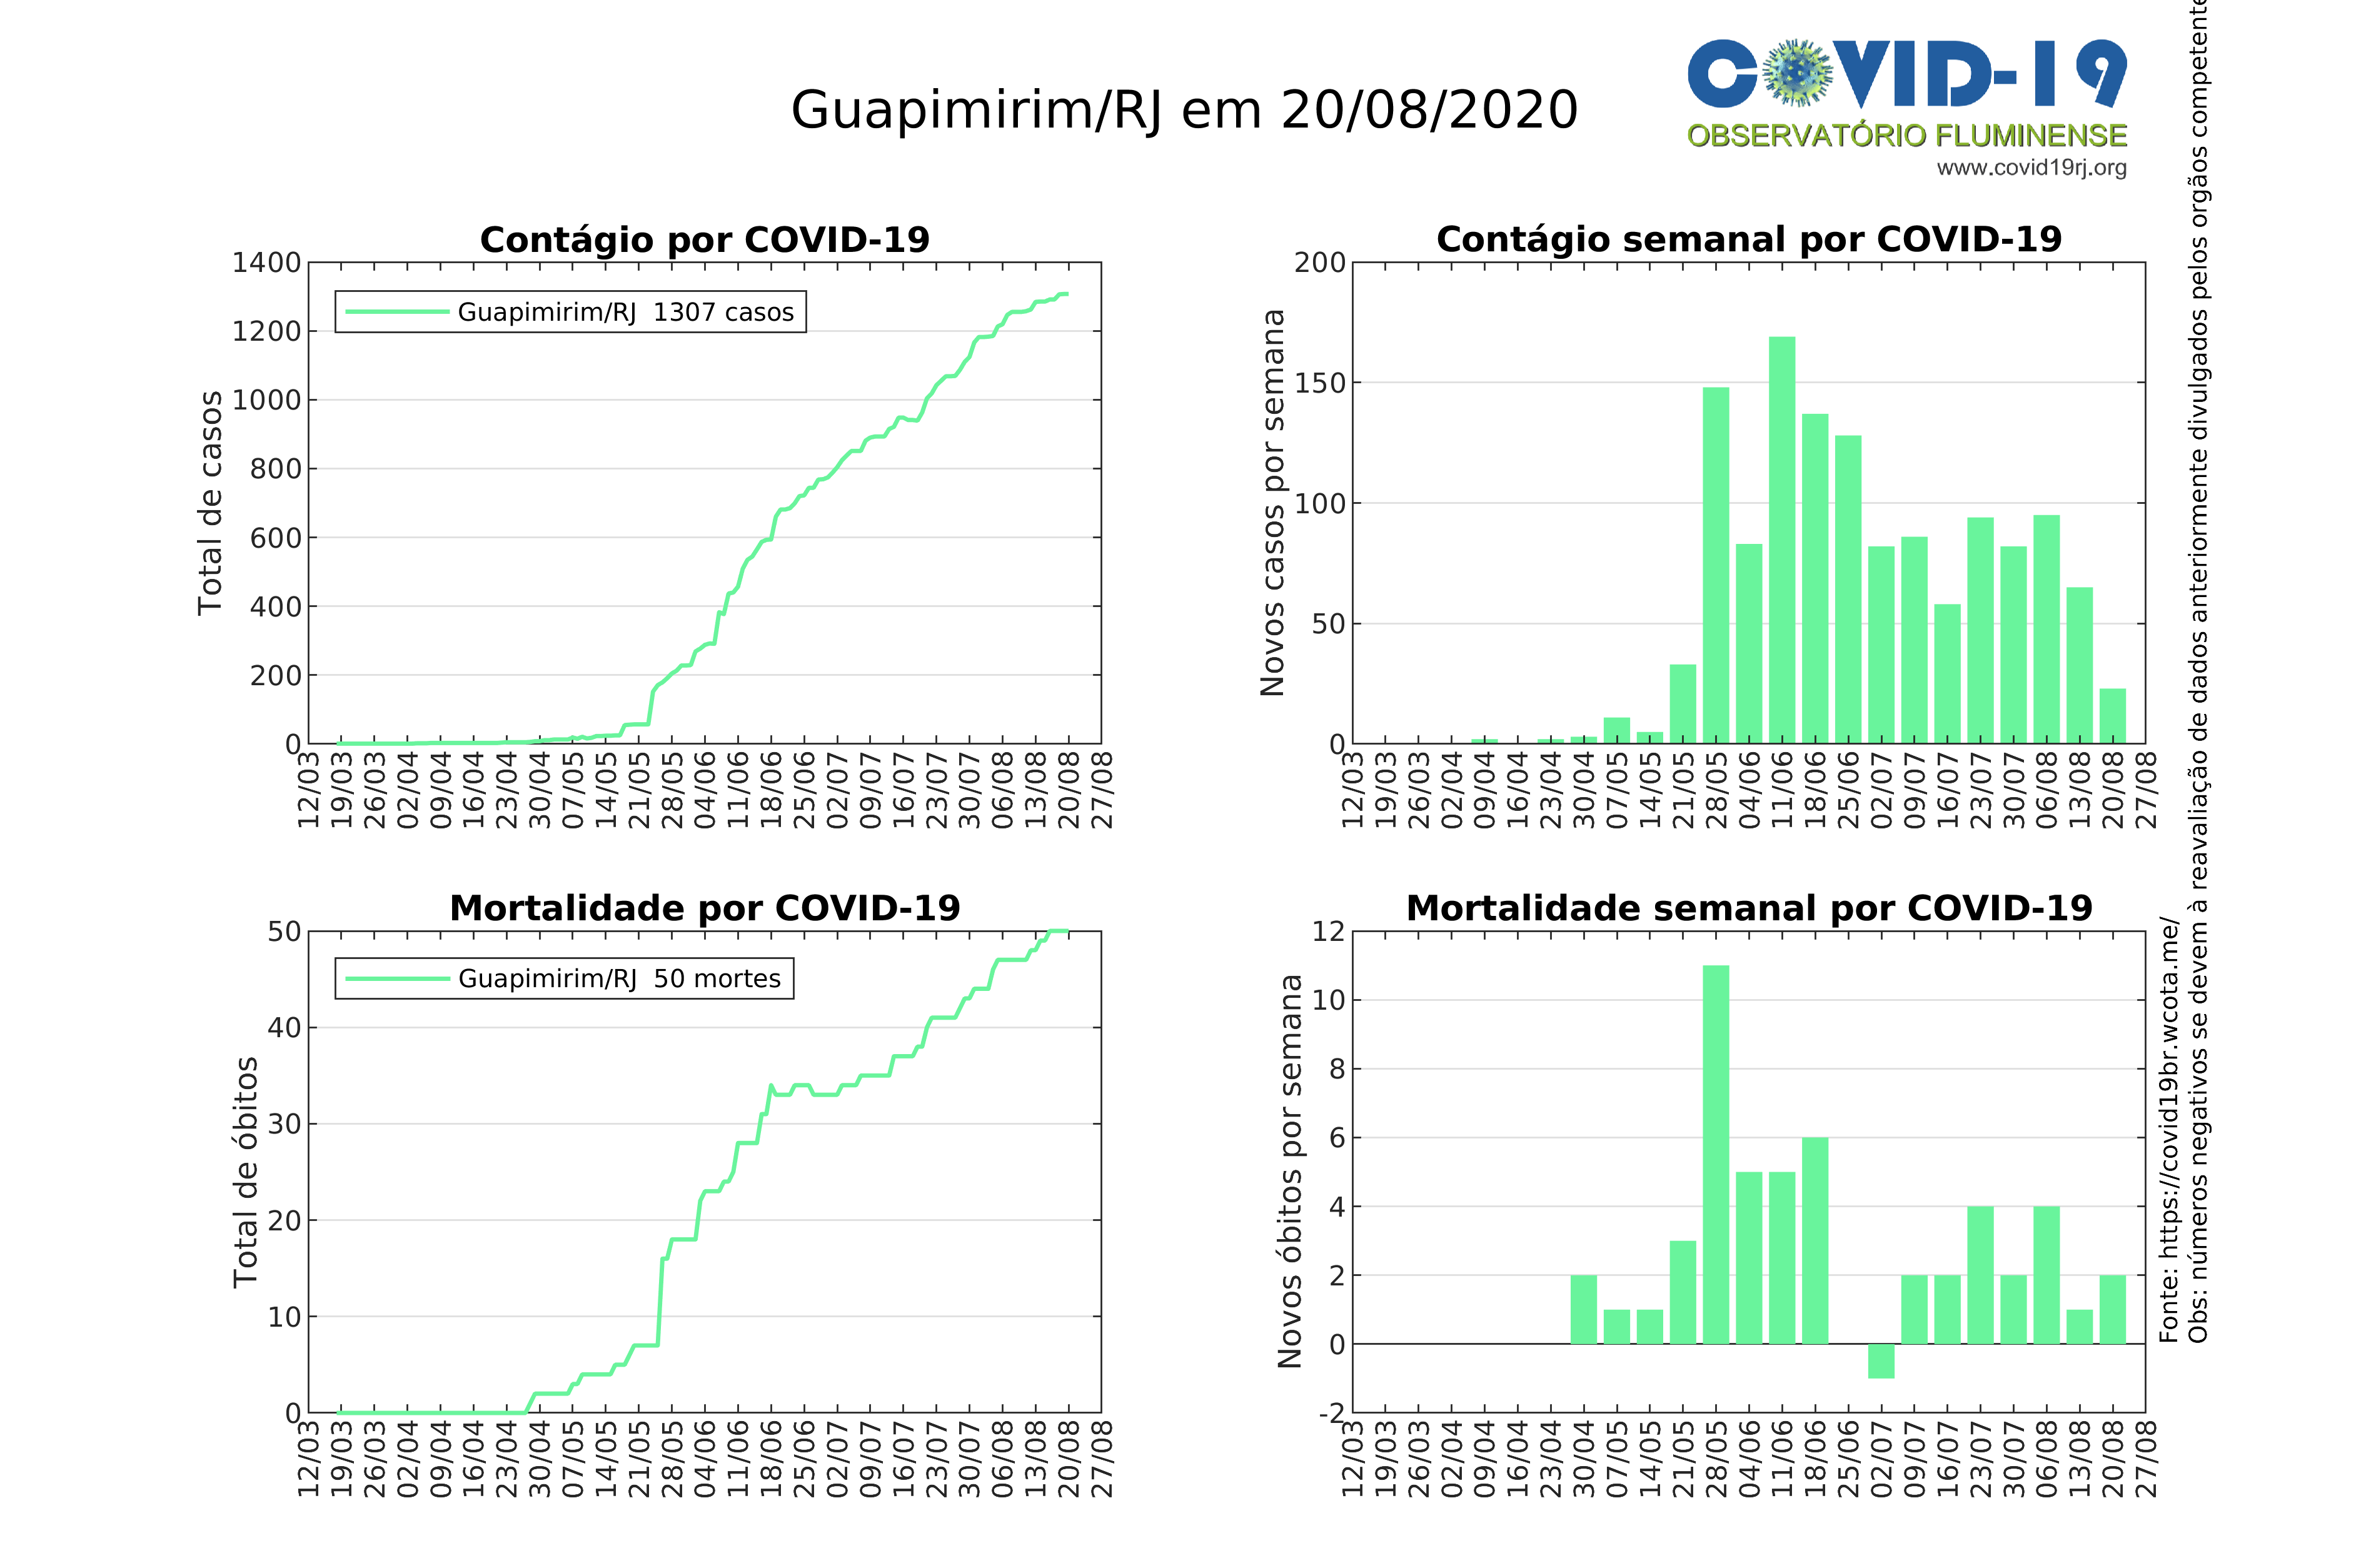 Guapimirim/RJ em 20/08/2020
COVID-19
OBSERVATÓRIO FLUMINENSE
www.covid19rj.org
Contágio por COVID-19
Total de casos
1400
1200
1000
800
600
400
200
0
Guapimirim/RJ 1307 casos
12/03 19/03 26/03 02/04 09/04 16/04 23/04 30/04 07/05 14/05 21/05 28/05 04/06 11/06 18/06 25/06 02/07 09/07 16/07 23/07 30/07 06/08 13/08 20/08 27/08
Contágio semanal por COVID-19
Novos casos por semana
200
150
100
50
0
12/03 19/03 26/03 02/04 09/04 16/04 23/04 30/04 07/05 14/05 21/05 28/05 04/06 11/06 18/06 25/06 02/07 09/07 16/07 23/07 30/07 06/08 13/08 20/08 27/08
Mortalidade por COVID-19
Total de óbitos
50
40
30
20
10
0
Guapimirim/RJ 50 mortes
12/03 19/03 26/03 02/04 09/04 16/04 23/04 30/04 07/05 14/05 21/05 28/05 04/06 11/06 18/06 25/06 02/07 09/07 16/07 23/07 30/07 06/08 13/08 20/08 27/08
Mortalidade semanal por COVID-19
Novos óbitos por semana
12
10
8
6
4
2
0
-2
12/03 19/03 26/03 02/04 09/04 16/04 23/04 30/04 07/05 14/05 21/05 28/05 04/06 11/06 18/06 25/06 02/07 09/07 16/07 23/07 30/07 06/08 13/08 20/08 27/08
Fonte: https://covid19br.wcota.me/
Obs: números negativos se devem à reavaliação de dados anteriormente divulgados pelos orgãos competente